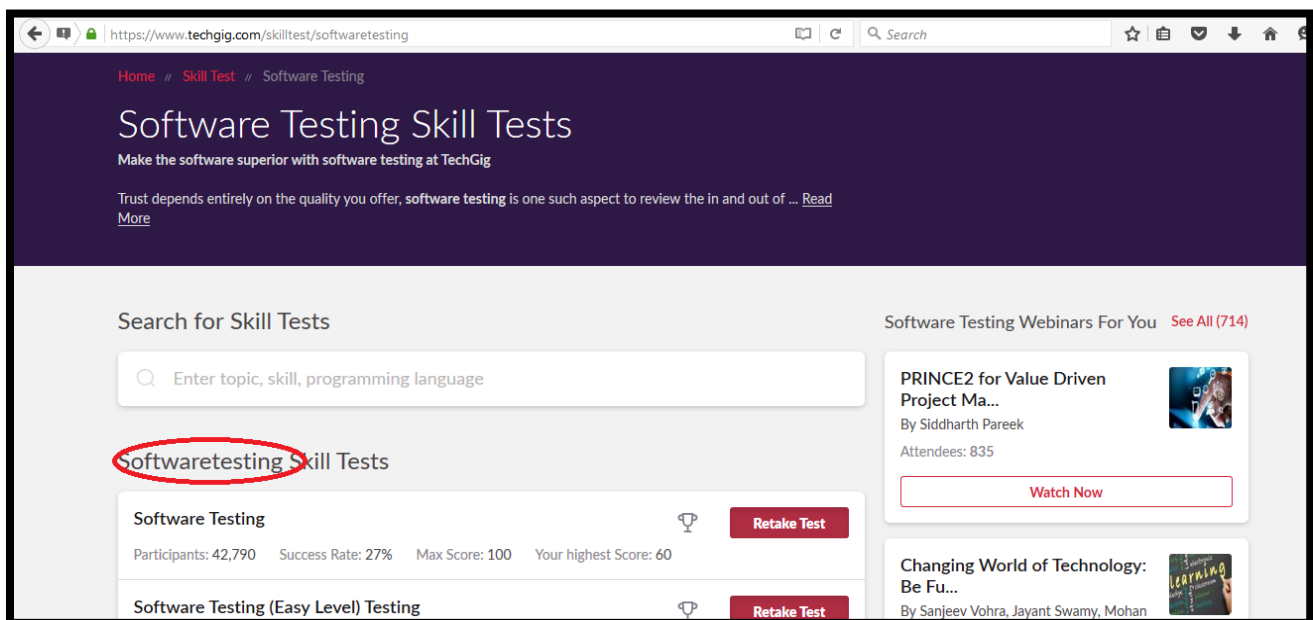 https://www.techgig.com/skilltest/softwaretesting
Search
Home // Skill Test // Software Testing
Software Testing Skill Tests
Make the software superior with software testing at TechGig
Trust depends entirely on the quality you offer, software testing is one such aspect to review the in and out of ... Read
More
Search for Skill Tests
Enter topic, skill, programming language
Softwaretesting Skill Tests
Software Testing
Retake Test
Participants: 42,790 Success Rate: 27% Max Score: 100 Your highest Score: 60
Software Testing (Easy Level) Testing
Retake Test
Software Testing Webinars For You See All (714)
PRINCE2 for Value Driven
Project Ma...
By Siddharth Pareek
Attendees: 835
Watch Now
Changing World of Technology:
Be Fu...
By Sanjeev Vohra, Jayant Swamy, Mohan
learning